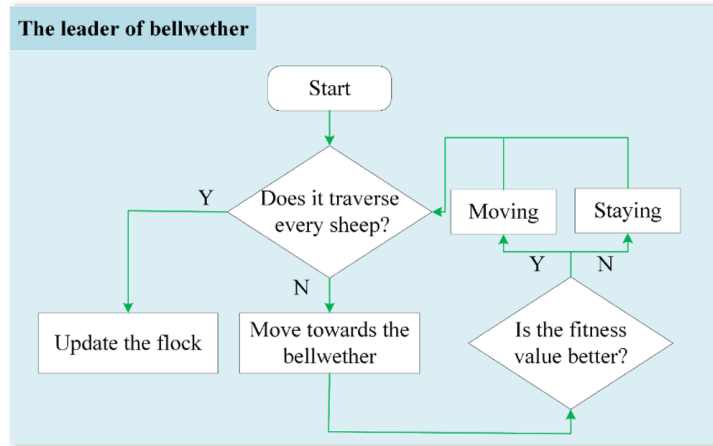 The leader of bellwether
Start
Does it traverse
every sheep?
Y
N
Moving
Staying
Y
N
Update the flock
Move towards the
bellwether
Is the fitness
value better?